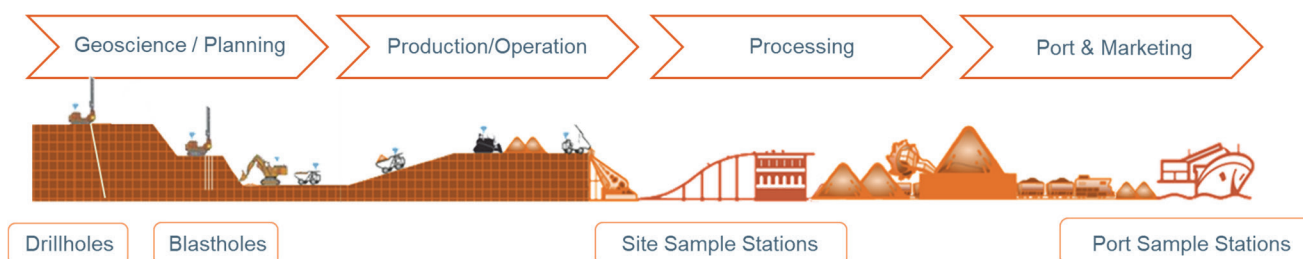 Geoscience / Planning
Production/Operation
Processing
Port & Marketing
Drillholes
Blastholes
Site Sample Stations
Port Sample Stations